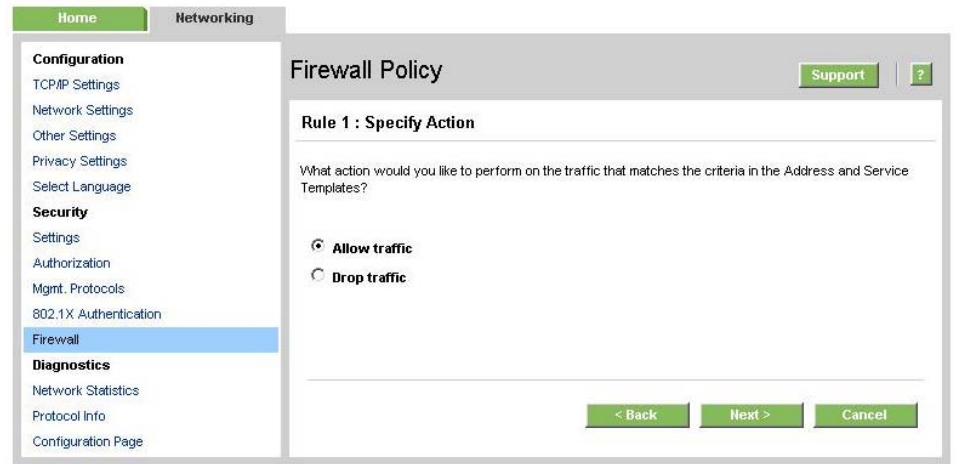 Home
Networking
Configuration
TCP/IP Settings
Network Settings
Other Settings
Privacy Settings
Select Language
Security
Settings
Authorization
Mgmt. Protocols
802.1X Authentication
Firewall
Diagnostics
Network Statistics
Protocol Info
Configuration Page
Firewall Policy
Support
?
Rule 1 : Specify Action
What action would you like to perform on the traffic that matches the criteria in the Address and Service
Templates?
Allow traffic
Drop traffic
< Back
Next >
Cancel